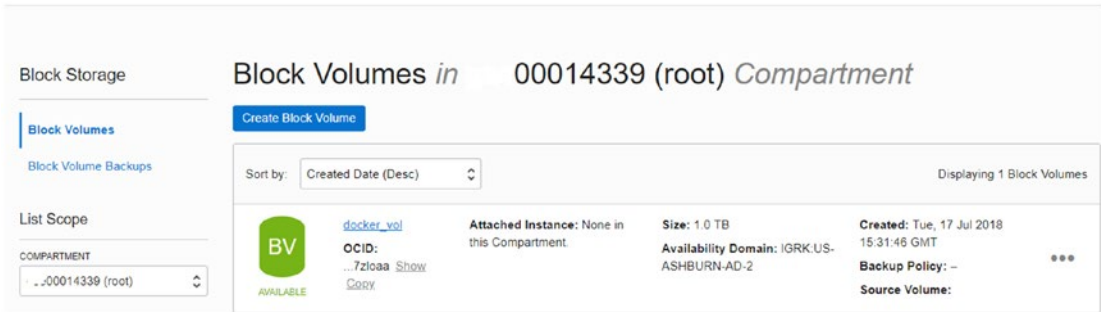 Block Storage
Block Volumes
Block Volume Backups
List Scope
COMPARTMENT
00014339 (root)
Block Volumes in 00014339 (root) Compartment
Create Block Volume
Sort by: Created Date (Desc)
Displaying 1 Block Volumes
BV
AVAILABLE
docker_vol
OCID:
...7zloaa Show
Copy
Attached Instance: None in
this Compartment.
Size: 1.0 TB
Availability Domain: IGRK:US-
ASHBURN-AD-2
Created: Tue, 17 Jul 2018
15:31:46 GMT
Backup Policy: –
Source Volume: